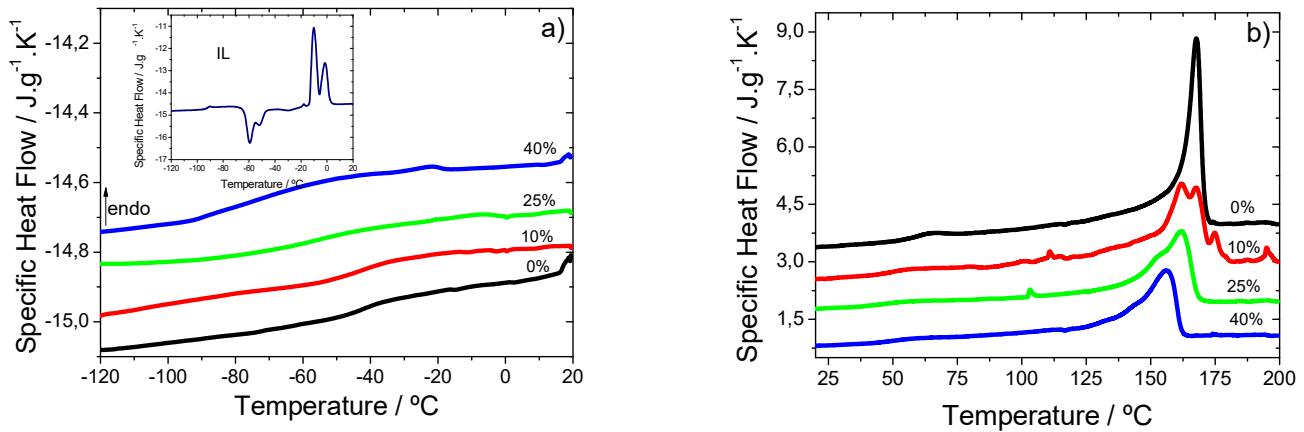 a)
-14,2
-14,4
-14,6
-14,8
-15,0
Specific Heat Flow / J.g⁻¹.K⁻¹
-120 -100 -80 -60 -40 -20 0 20
Temperature / ºC
endo
40%
25%
10%
0%
IL
-11
-12
-13
-14
-15
-16
-17
Specific Heat Flow / J.g⁻¹.K⁻¹
-120 -100 -80 -60 -40 -20 0 20
Temperature / ºC
b)
9,0
7,5
6,0
4,5
3,0
1,5
Specific Heat Flow / J.g⁻¹.K⁻¹
25 50 75 100 125 150 175 200
Temperature / ºC
0%
10%
25%
40%